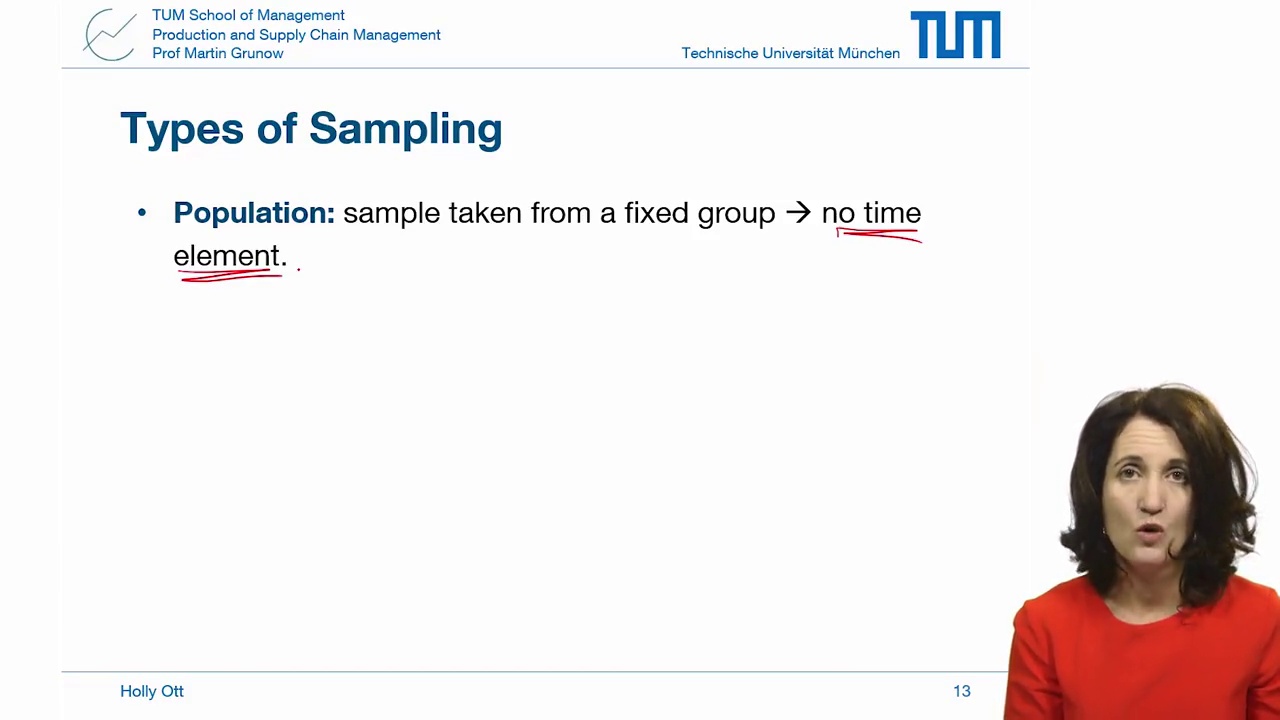 TUM School of Management
Production and Supply Chain Management
Prof Martin Grunow
Technische Universität München
TUM
Types of Sampling
• Population: sample taken from a fixed group → no time
element.
Holly Ott
13